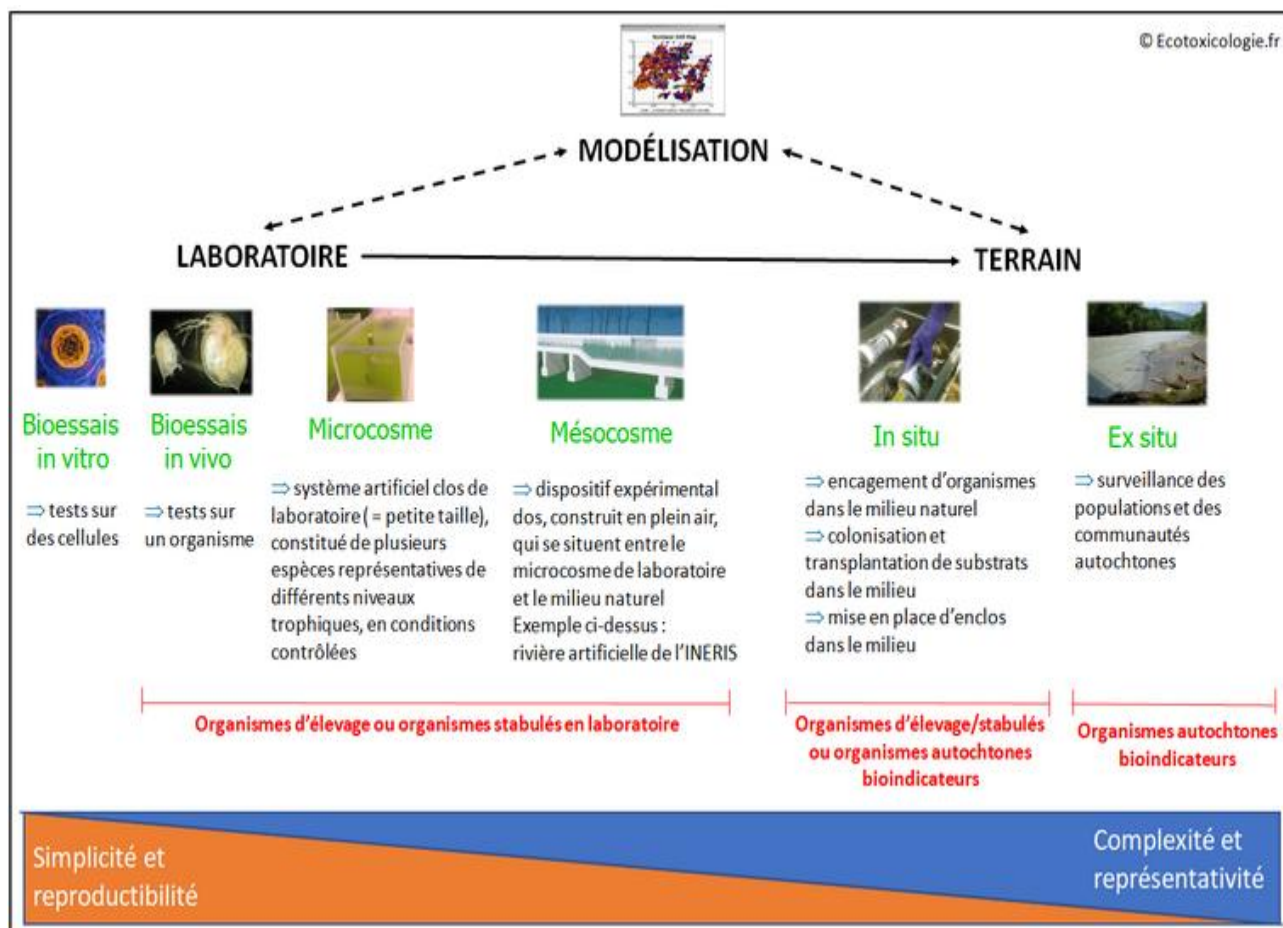 © Ecotoxicologie.fr
MODÉLISATION
LABORATOIRE
TERRAIN
Bioessais
in vitro
⇒ tests sur
des cellules
Bioessais
in vivo
⇒ tests sur
un organisme
Microcosme
⇒ système artificiel clos de
laboratoire ( = petite taille),
constitué de plusieurs
espèces représentatives de
différents niveaux
trophiques, en conditions
contrôlées
Mésocosme
⇒ dispositif expérimental
dos, construit en plein air,
qui se situent entre le
microcosme de laboratoire
et le milieu naturel
Exemple ci-dessus :
rivière artificielle de l'INERIS
In situ
⇒ encagement d'organismes
dans le milieu naturel
⇒ colonisation et
transplantation de substrats
dans le milieu
⇒ mise en place d'enclos
dans le milieu
Ex situ
⇒ surveillance des
populations et des
communautés
autochtones
Organismes d'élevage ou organismes stabulés en laboratoire
Organismes d'élevage/stabulés
ou organismes autochtones
bioindicateurs
Organismes autochtones
bioindicateurs
Simplicité et
reproductibilité
Complexité et
représentativité